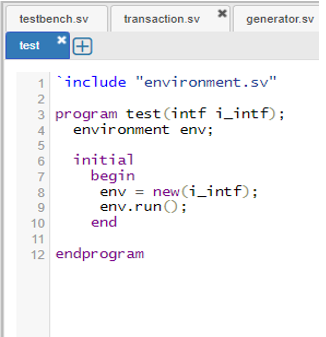 testbench.sv transaction.sv generator.sv
test
1 `include "environment.sv"
2
3 program test(intf i_intf);
4 environment env;
5
6 initial
7 begin
8 env = new(i_intf);
9 env.run();
10 end
11
12 endprogram